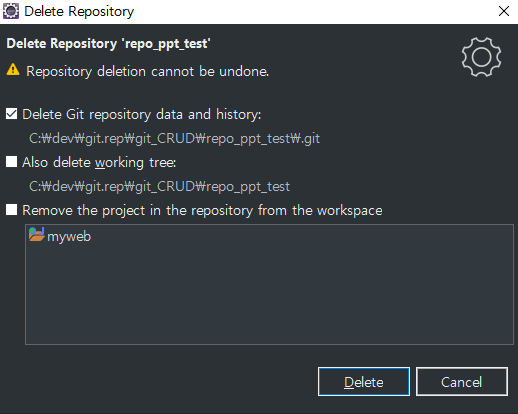 Delete Repository
Delete Repository 'repo_ppt_test'
Repository deletion cannot be undone.
Delete Git repository data and history:
C:₩dev₩git.rep₩git_CRUD₩repo_ppt_test₩.git
Also delete working tree:
C:₩dev₩git.rep₩git_CRUD₩repo_ppt_test
Remove the project in the repository from the workspace
myweb
Delete
Cancel